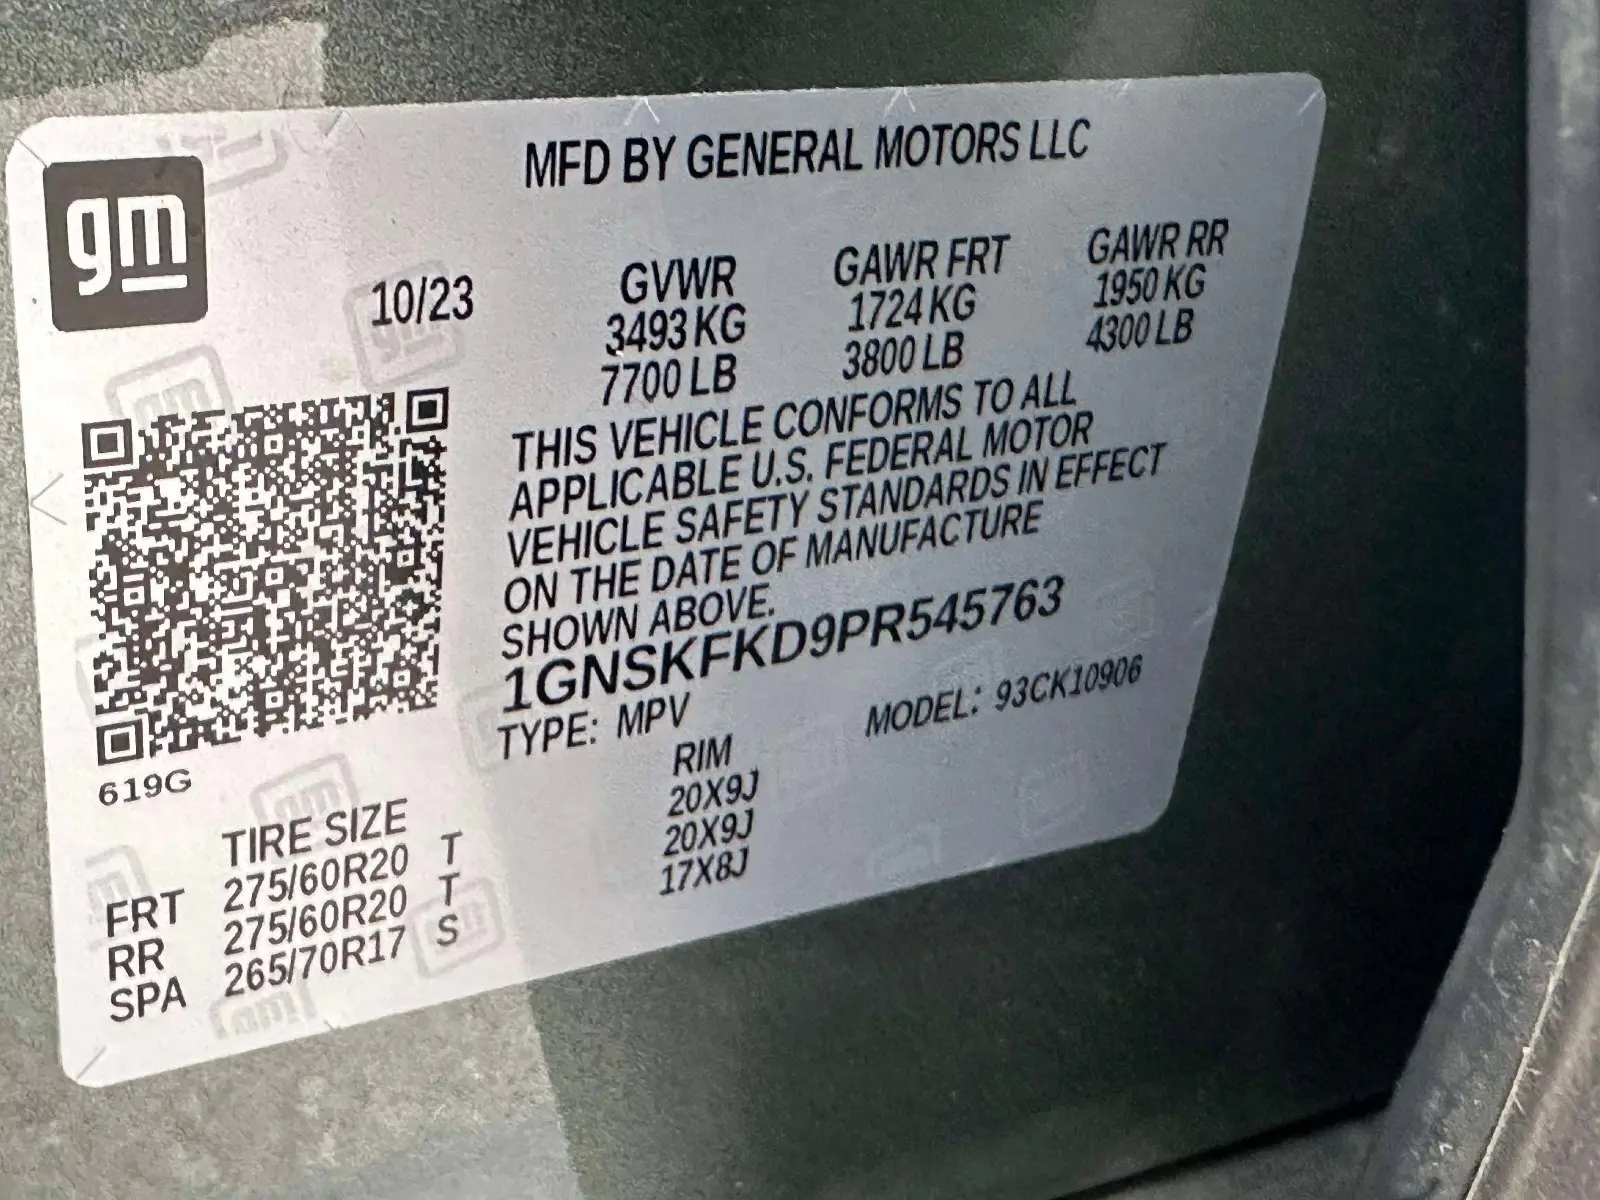 gm
MFD BY GENERAL MOTORS LLC
10/23
GVWR GAWR FRT GAWR RR
3493 KG 1724 KG 1950 KG
7700 LB 3800 LB 4300 LB
THIS VEHICLE CONFORMS TO ALL
APPLICABLE U.S. FEDERAL MOTOR
VEHICLE SAFETY STANDARDS IN EFFECT
ON THE DATE OF MANUFACTURE
SHOWN ABOVE.
1GNSKFKD9PR545763
TYPE: MPV MODEL: 93CK10906
619G
TIRE SIZE RIM
FRT 275/60R20 T 20X9J
RR 275/60R20 T 20X9J
SPA 265/70R17 S 17X8J